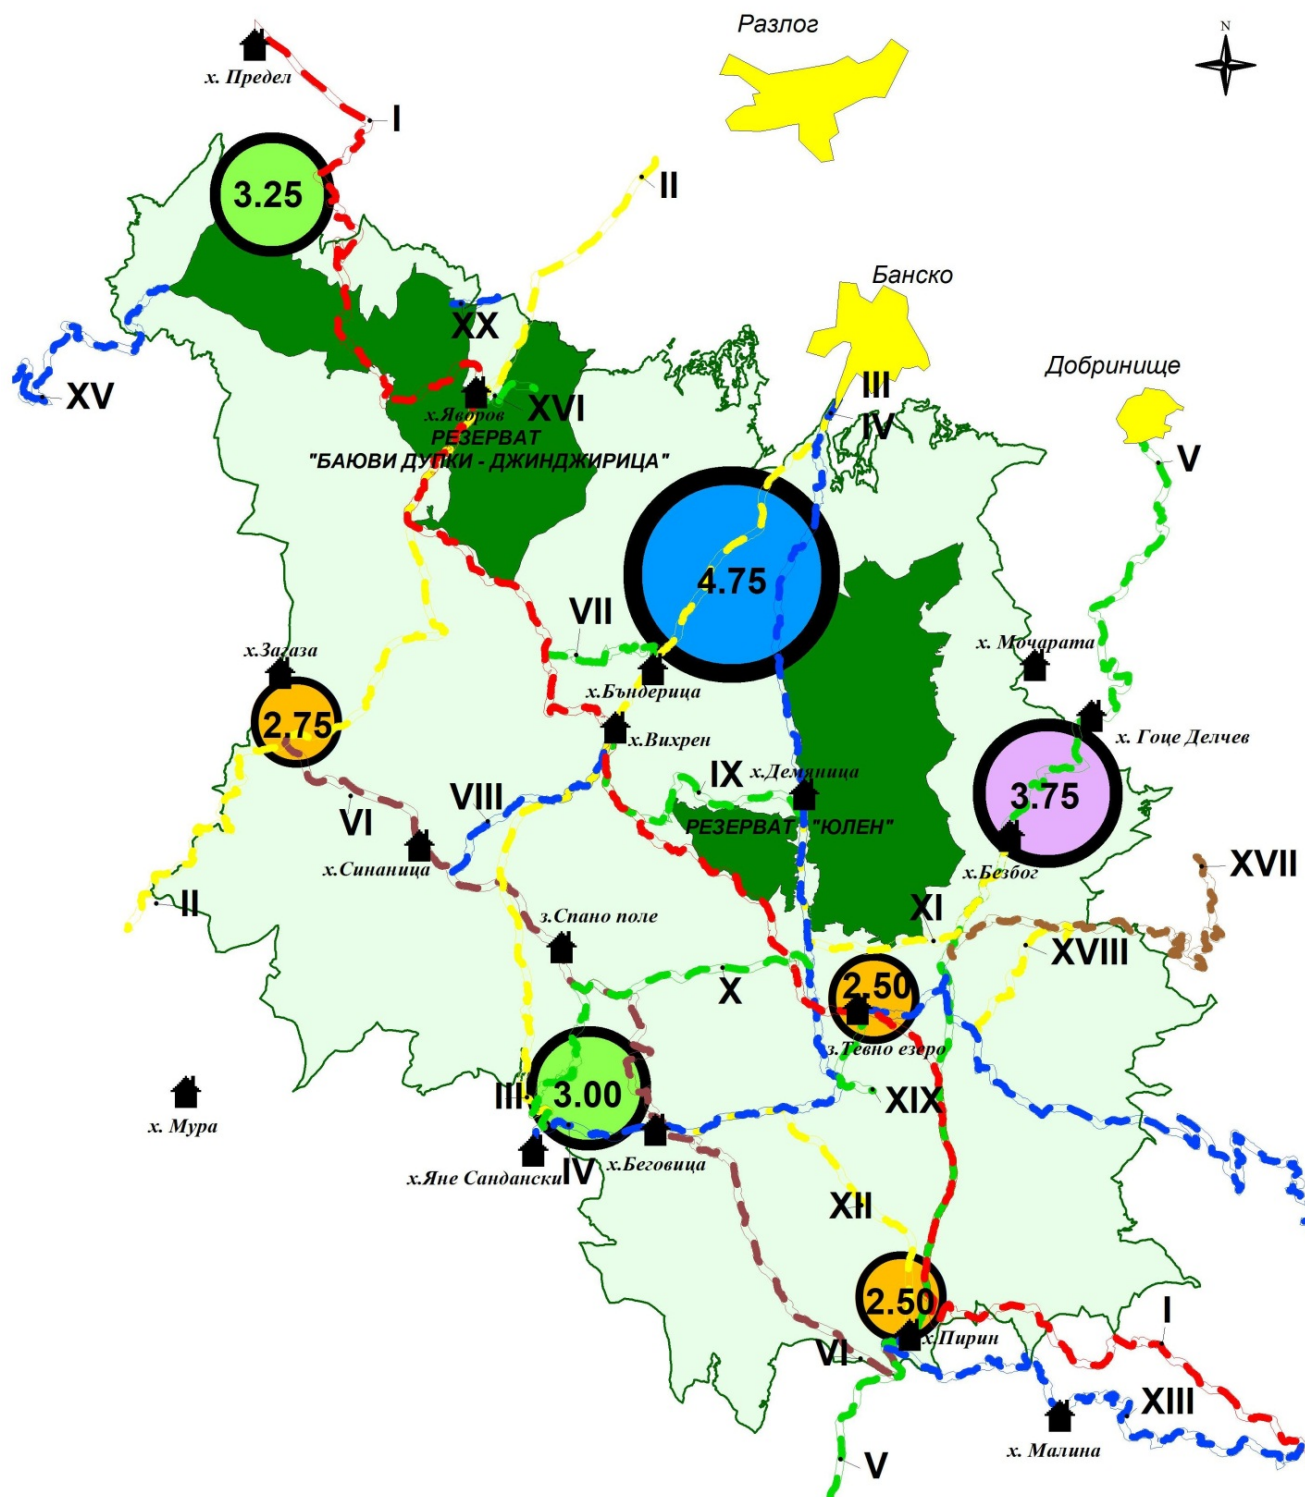 Разлог
N
х. Предел
I
3.25
II
Банско
XX
Добринище
III
XV
XVI
IV
х.Яворов
РЕЗЕРВАТ
"БАЮВИ ДУПКИ - ДЖИНДЖИРИЦА"
V
4.75
VII
х.Загаза
х. Мочарата
х.Бъндерица
2.75
х.Вихрен
х. Гоце Делчев
IX
х.Демяница
VI
VIII
3.75
РЕЗЕРВАТ "ЮЛЕН"
х.Синаница
х.Безбог
XVII
II
з.Спано поле
XI
XVIII
X
2.50
з.Тевно езеро
III
3.00
XIX
х. Мура
х.Яне Сандански
IV
х.Беговица
XII
2.50
I
х.Пирин
VI
XIII
х. Малина
V